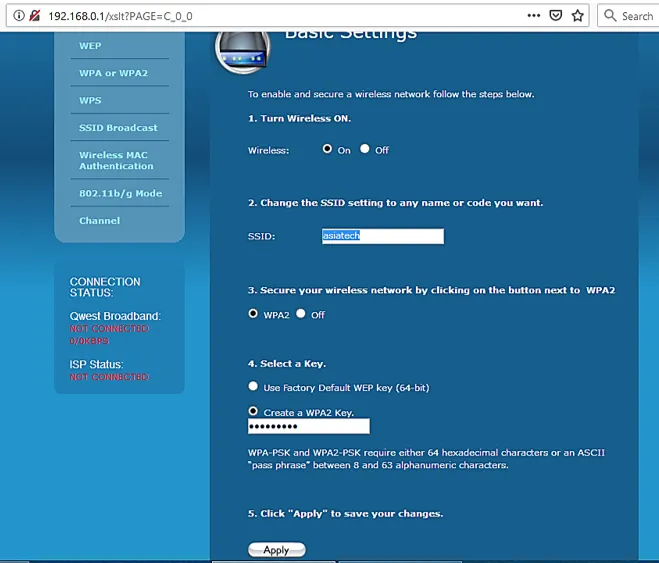 192.168.0.1/xslt?PAGE=C_0_0
Search
Basic Settings
WEP
WPA or WPA2
WPS
SSID Broadcast
Wireless MAC
Authentication
802.11b/g Mode
Channel
CONNECTION
STATUS:
Qwest Broadband:
NOT CONNECTED
0/0KBPS
ISP Status:
NOT CONNECTED
To enable and secure a wireless network follow the steps below.
1. Turn Wireless ON.
Wireless: On Off
2. Change the SSID setting to any name or code you want.
SSID: asiatech
3. Secure your wireless network by clicking on the button next to WPA2
WPA2 Off
4. Select a Key.
Use Factory Default WEP key (64-bit)
Create a WPA2 Key.
•••••••••
WPA-PSK and WPA2-PSK require either 64 hexadecimal characters or an ASCII
"pass phrase" between 8 and 63 alphanumeric characters.
5. Click "Apply" to save your changes.
Apply